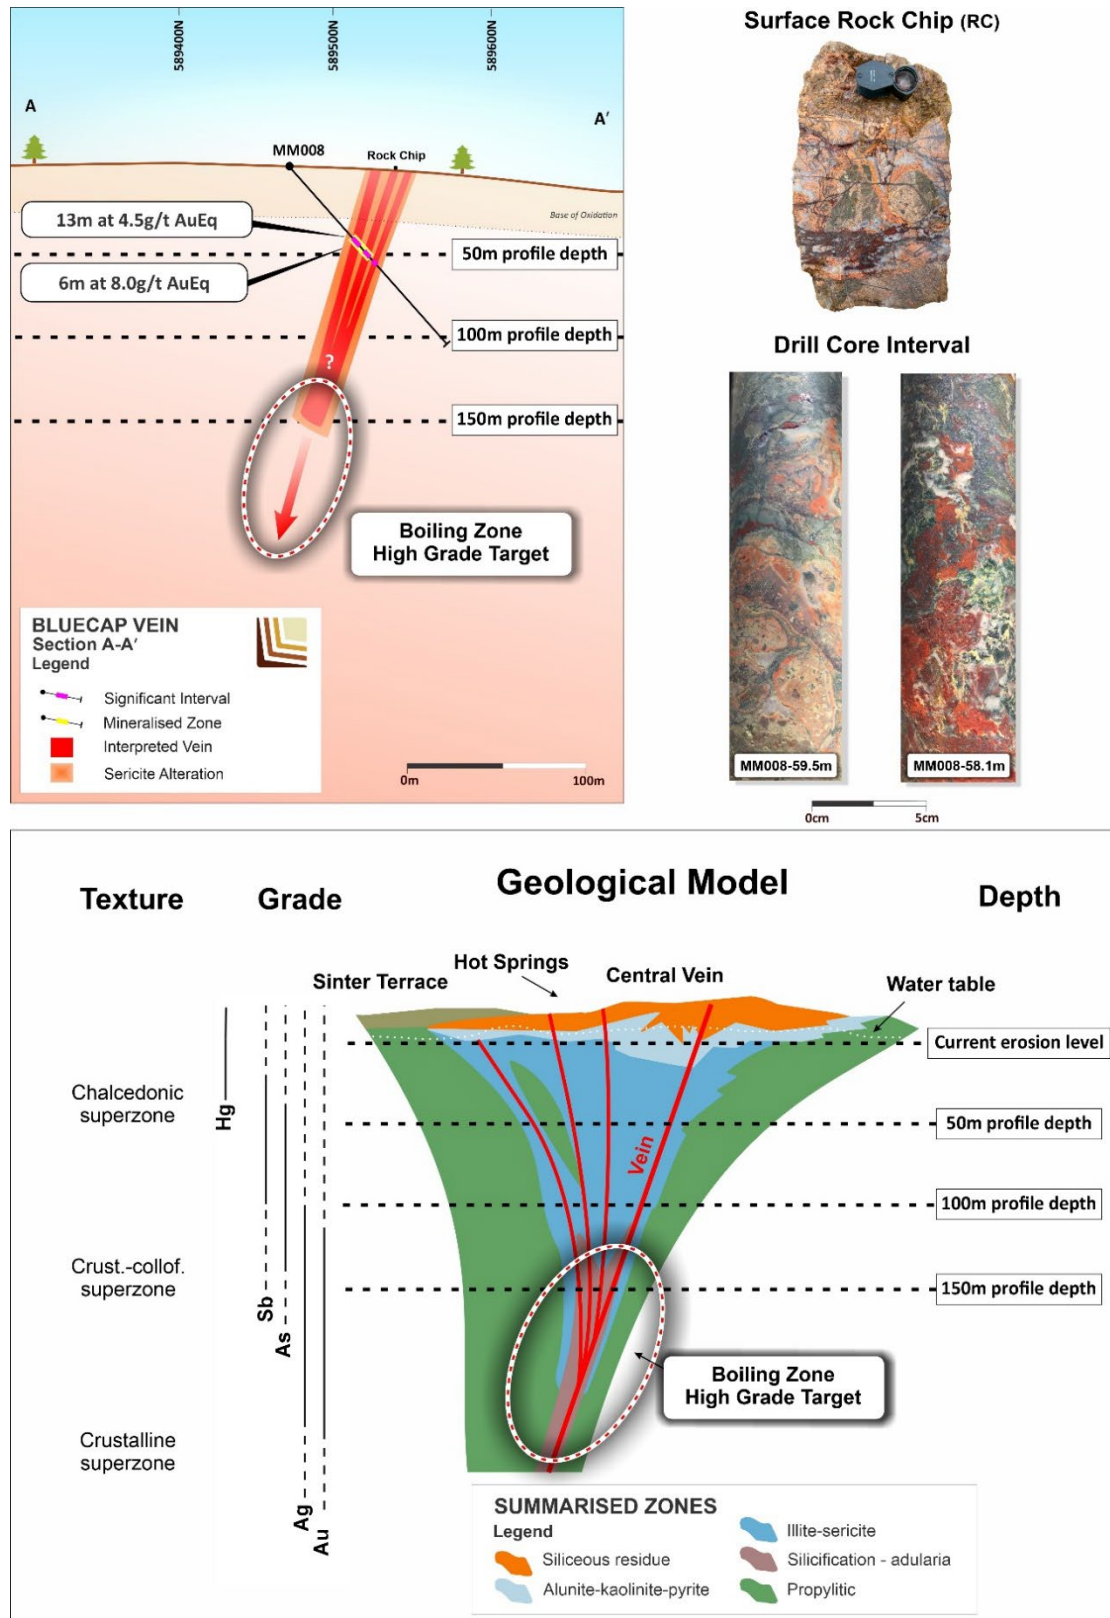 589400N
589500N
589600N
A
A'
MM008
Rock Chip
Base of Oxidation
13m at 4.5g/t AuEq
50m profile depth
6m at 8.0g/t AuEq
100m profile depth
?
150m profile depth
Boiling Zone
High Grade Target
BLUECAP VEIN
Section A-A'
Legend
Significant Interval
Mineralised Zone
Interpreted Vein
Sericite Alteration
0m
100m
Surface Rock Chip (RC)
Drill Core Interval
MM008-59.5m
MM008-58.1m
0cm
5cm
Geological Model
Texture
Grade
Depth
Sinter Terrace
Hot Springs
Central Vein
Water table
Current erosion level
Chalcedonic
superzone
Hg
50m profile depth
Vein
100m profile depth
Crust.-collof.
superzone
150m profile depth
Sb
As
Boiling Zone
High Grade Target
Crustalline
superzone
Ag
Au
SUMMARISED ZONES
Legend
Siliceous residue
Alunite-kaolinite-pyrite
Illite-sericite
Silicification - adularia
Propylitic